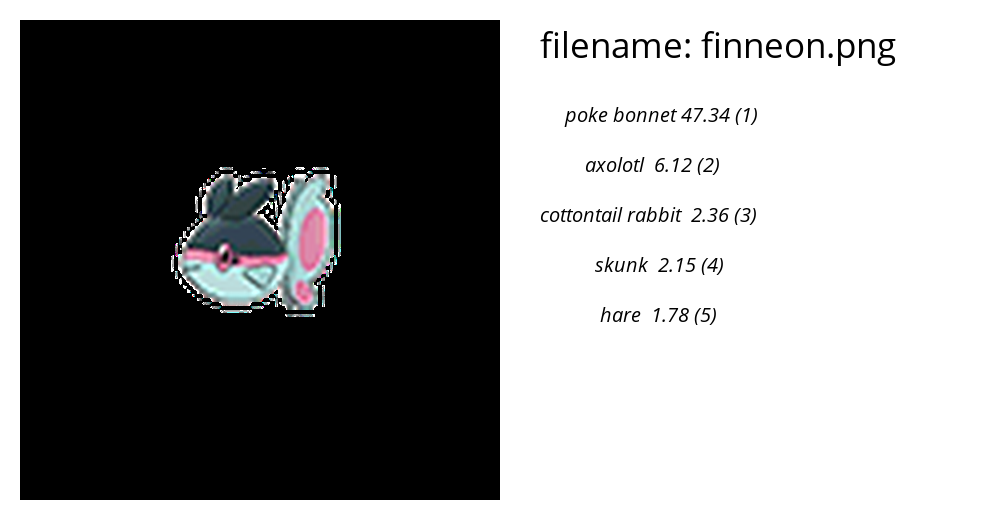 filename: finneon.png
poke bonnet 47.34 (1)
axolotl  6.12 (2)
cottontail rabbit  2.36 (3)
skunk  2.15 (4)
hare  1.78 (5)